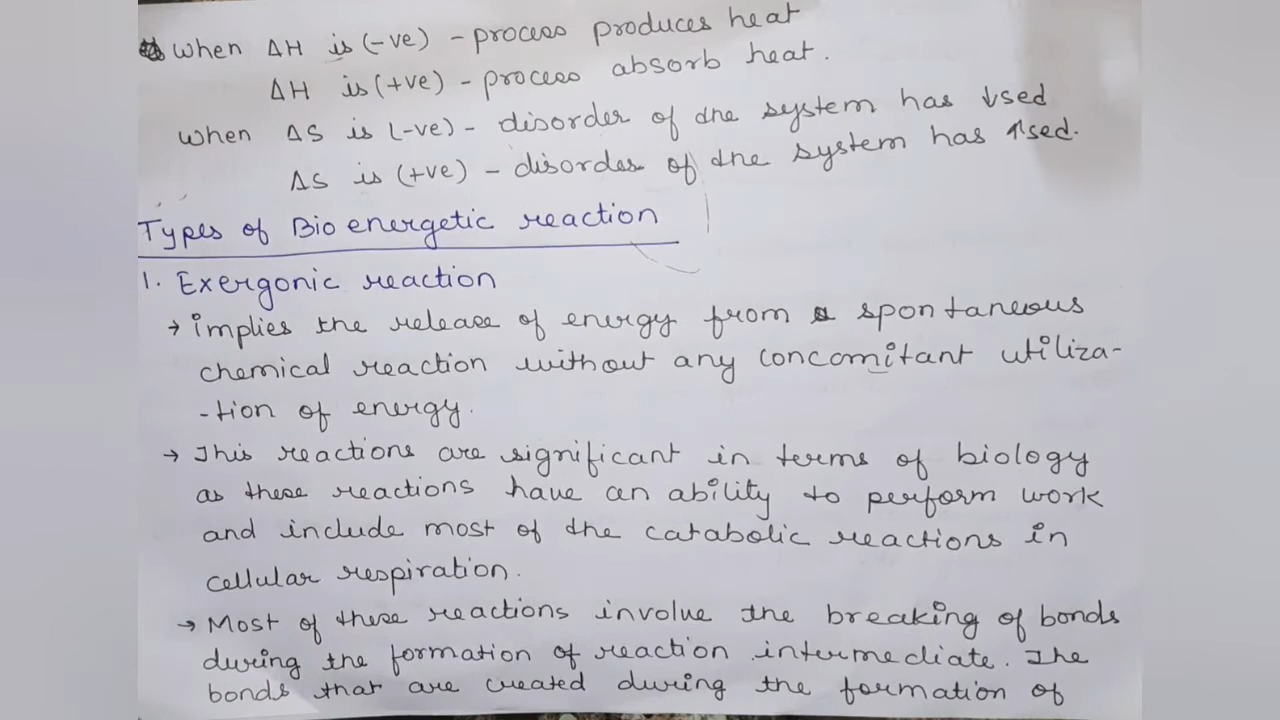 when ΔH is (-ve) - process produces heat
ΔH is (+ve) - process absorb heat.
when ΔS is (-ve) - disorder of the system has ↓sed
ΔS is (+ve) - disorder of the system has ↑sed.
Types of Bio energetic reaction
1. Exergonic reaction
→ implies the release of energy from spontaneous
chemical reaction without any concomitant utiliza-
-tion of energy.
→ This reactions are significant in terms of biology
as these reactions have an ability to perform work
and include most of the catabolic reactions in
cellular respiration.
→ Most of these reactions involve the breaking of bonds
during the formation of reaction intermediate. The
bonds that are created during the formation of